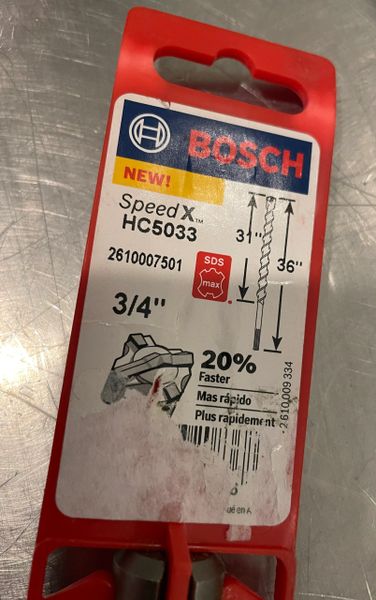 BOSCH
NEW!
Speed X™
HC5033
2610007501
31"
36"
SDS
max
3/4"
20%
Faster
Mas rápido
Plus rapidement
2 610 009 334